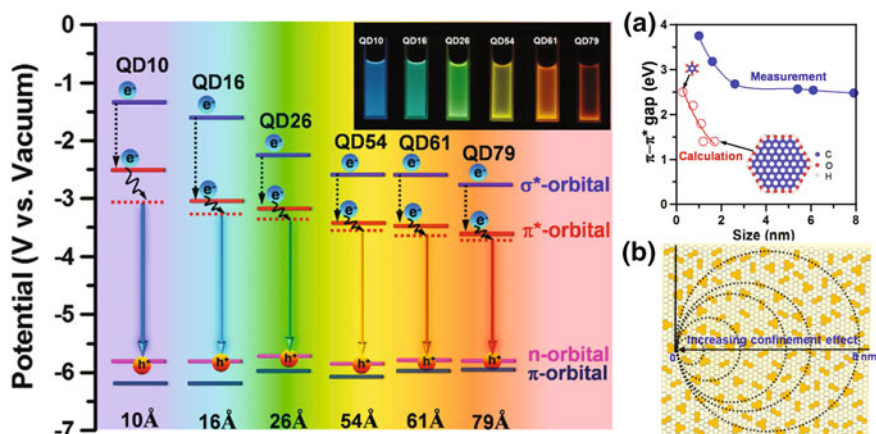 Potential (V vs. Vacuum)
0
-1
-2
-3
-4
-5
-6
-7
QD10
QD16
QD26
QD54
QD61
QD79
QD10
QD16
QD26
QD54
QD61
QD79
e-
e-
e-
e-
e-
e-
e-
e-
e-
e-
e-
e-
σ*-orbital
π*-orbital
h+
h+
h+
h+
h+
h+
n-orbital
π-orbital
10Å
16Å
26Å
54Å
61Å
79Å
(a)
π-π* gap (eV)
4
3
2
1
0
Measurement
Calculation
C
O
H
0
2
4
6
8
Size (nm)
(b)
Increasing confinement effect
0
8 nm